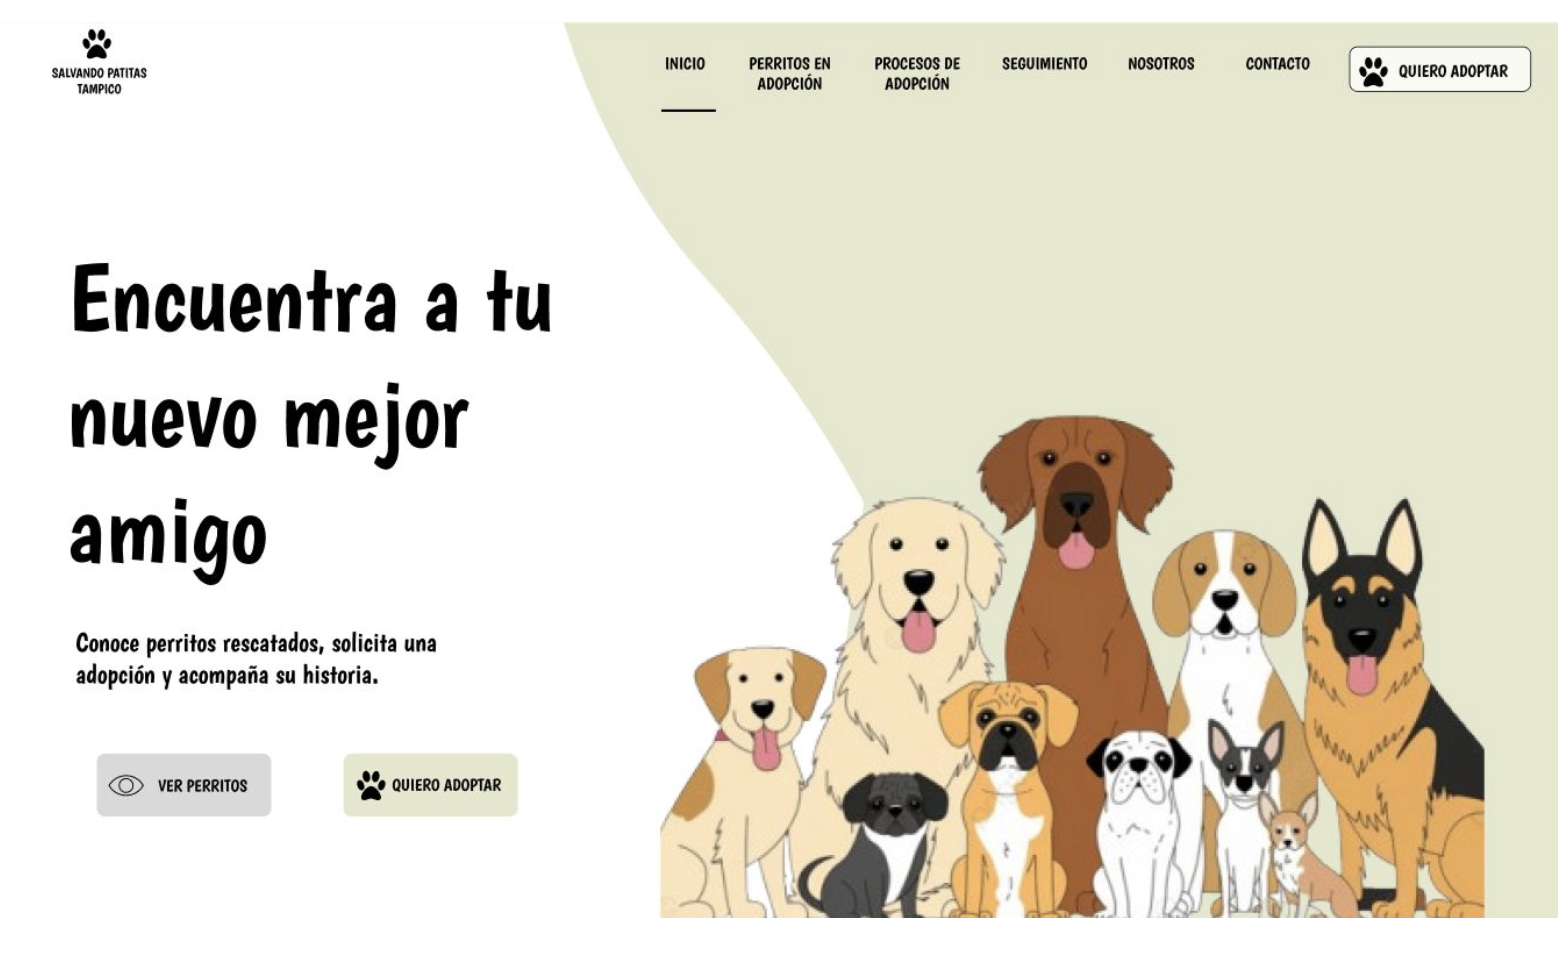 SALVANDO PATITAS
TAMPICO
INICIO
PERRITOS EN
ADOPCIÓN
PROCESOS DE
ADOPCIÓN
SEGUIMIENTO
NOSOTROS
CONTACTO
QUIERO ADOPTAR
Encuentra a tu
nuevo mejor
amigo
Conoce perritos rescatados, solicita una
adopción y acompaña su historia.
VER PERRITOS
QUIERO ADOPTAR